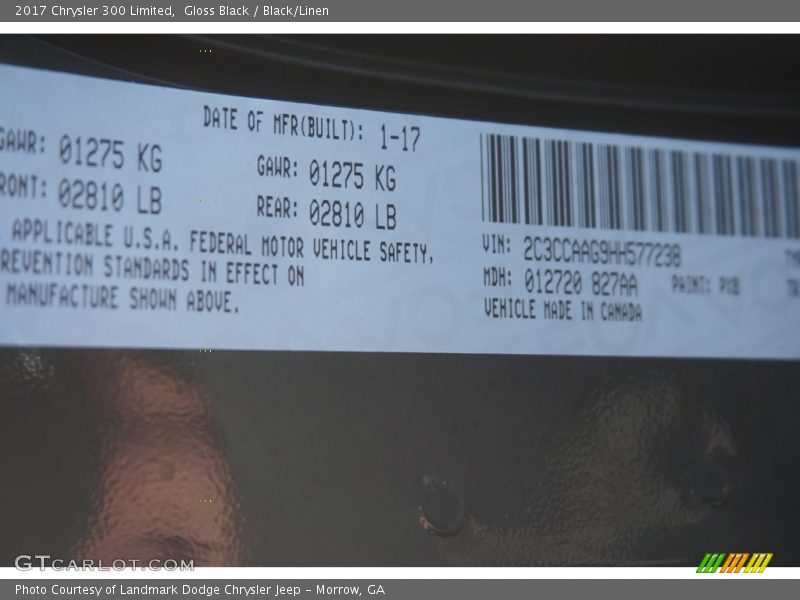 2017 Chrysler 300 Limited, Gloss Black / Black/Linen
DATE OF MFR(BUILT): 1-17
GAWR: 01275 KG GAWR: 01275 KG
RONT: 02810 LB REAR: 02810 LB
APPLICABLE U.S.A. FEDERAL MOTOR VEHICLE SAFETY,
REVENTION STANDARDS IN EFFECT ON
MANUFACTURE SHOWN ABOVE.
VIN: 2C3CCAAG9HH577238
MDH: 012720 827AA PAINT:
VEHICLE MADE IN CANADA
GTCARLOT.COM
Photo Courtesy of Landmark Dodge Chrysler Jeep – Morrow, GA